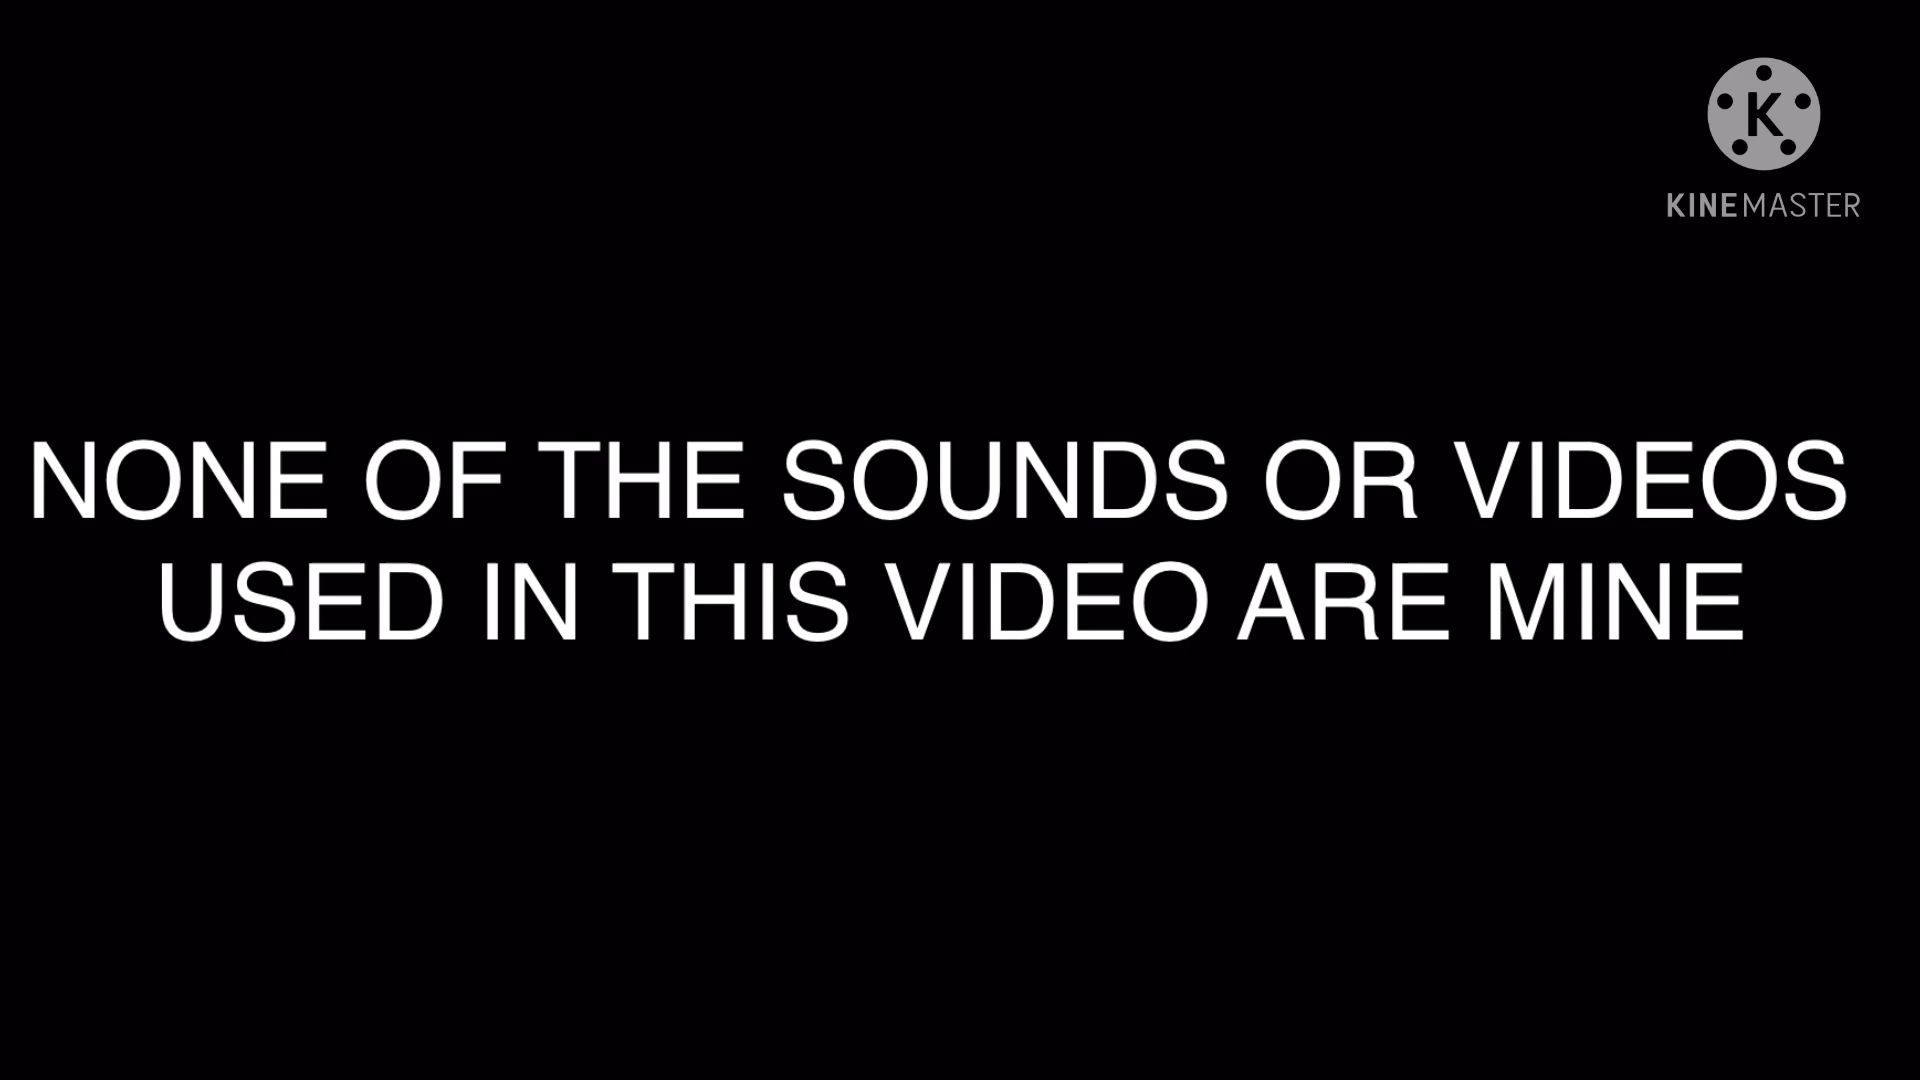 K
KINEMASTER
NONE OF THE SOUNDS OR VIDEOS
USED IN THIS VIDEO ARE MINE